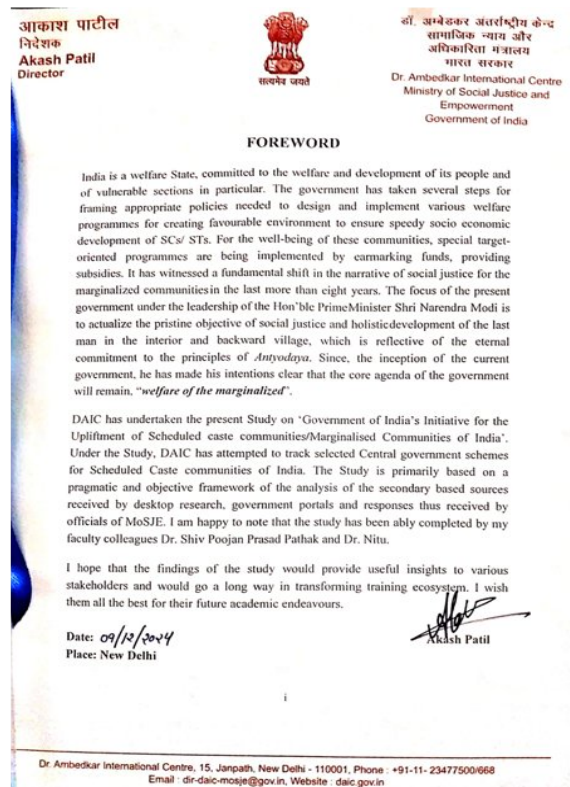 आकाश पाटील
निदेशक
Akash Patil
Director
सत्यमेव जयते
डॉ. अम्बेडकर अंतर्राष्ट्रीय केन्द्र
सामाजिक न्याय और
अधिकारिता मंत्रालय
भारत सरकार
Dr. Ambedkar International Centre
Ministry of Social Justice and
Empowerment
Government of India
FOREWORD
India is a welfare State, committed to the welfare and development of its people and
of vulnerable sections in particular. The government has taken several steps for
framing appropriate policies needed to design and implement various welfare
programmes for creating favourable environment to ensure speedy socio economic
development of SCs/ STs. For the well-being of these communities, special target-
oriented programmes are being implemented by earmarking funds, providing
subsidies. It has witnessed a fundamental shift in the narrative of social justice for the
marginalized communitiesin the last more than eight years. The focus of the present
government under the leadership of the Hon'ble PrimeMinister Shri Narendra Modi is
to actualize the pristine objective of social justice and holisticdevelopment of the last
man in the interior and backward village, which is reflective of the eternal
commitment to the principles of Antyodaya. Since, the inception of the current
government, he has made his intentions clear that the core agenda of the government
will remain, "welfare of the marginalized".
DAIC has undertaken the present Study on 'Government of India's Initiative for the
Upliftment of Scheduled caste communities/Marginalised Communities of India'.
Under the Study, DAIC has attempted to track selected Central government schemes
for Scheduled Caste communities of India. The Study is primarily based on a
pragmatic and objective framework of the analysis of the secondary based sources
received by desktop research, government portals and responses thus received by
officials of MoSJE. I am happy to note that the study has been ably completed by my
faculty colleagues Dr. Shiv Poojan Prasad Pathak and Dr. Nitu.
I hope that the findings of the study would provide useful insights to various
stakeholders and would go a long way in transforming training ecosystem. I wish
them all the best for their future academic endeavours.
Date: 09/12/2024
Akash Patil
Place: New Delhi
i
Dr. Ambedkar International Centre, 15, Janpath, New Delhi - 110001, Phone : +91-11- 23477500/668
Email : dir-daic-mosje@gov.in, Website : daic.gov.in